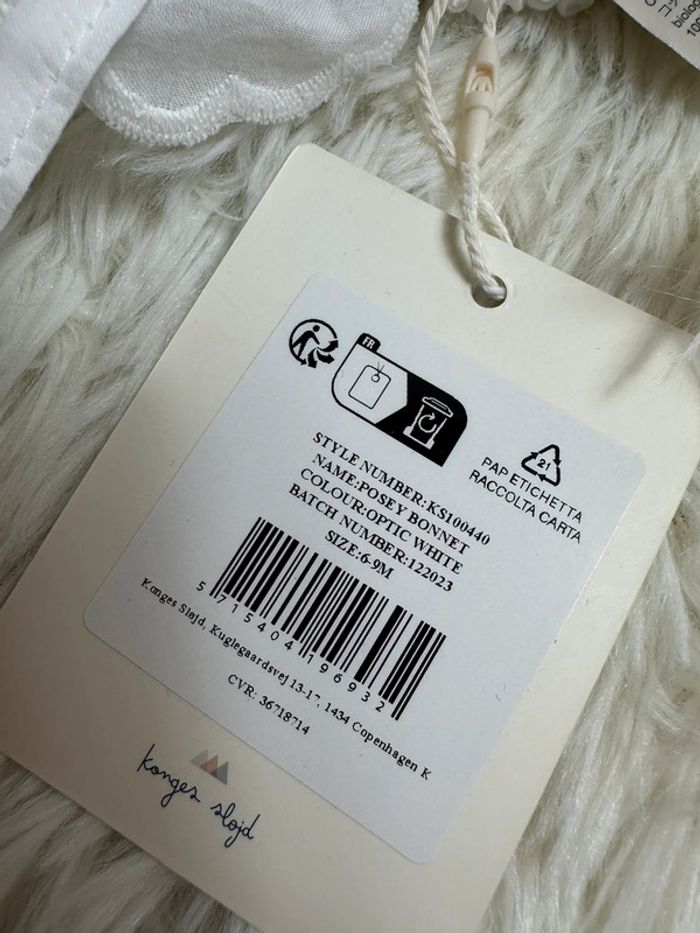 FR
21
PAP ETICHETTA
RACCOLTA CARTA
STYLE NUMBER:KS100440
NAME:POSEY BONNET
COLOUR:OPTIC WHITE
BATCH NUMBER:122023
SIZE:6-9M
5 715404 196932
Konges Sløjd, Kuglegaardsvej 13-17, 1434 Copenhagen K
CVR: 36718714
konges sløjd